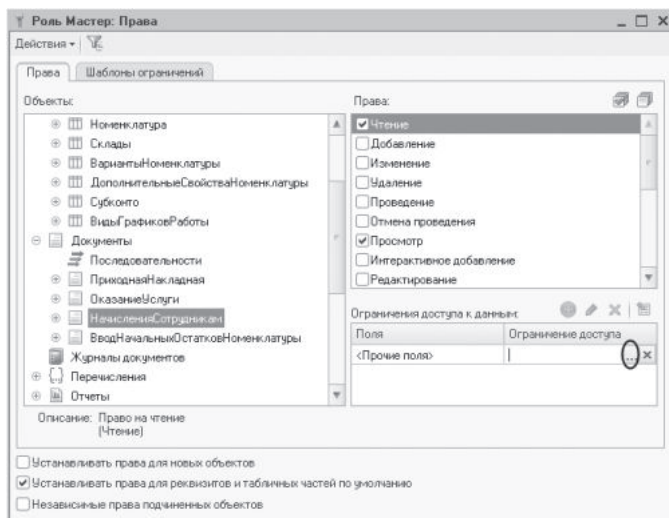 Роль Мастер: Права
Действия
Права
Шаблоны ограничений
Объекты:
Номенклатура
Склады
ВариантыНоменклатуры
ДополнительныеСвойстваНоменклатуры
Субконто
ВидыГрафиковРаботы
Документы
Последовательности
ПриходнаяНакладная
ОказаниеУслуги
НачисленияСотрудникам
ВводНачальныхОстатковНоменклатуры
Журналы документов
Перечисления
Отчеты
Описание: Право на чтение
(Чтение)
Права:
Чтение
Добавление
Изменение
Удаление
Проведение
Отмена проведения
Просмотр
Интерактивное добавление
Редактирование
Ограничения доступа к данным:
Поля Ограничение доступа
<Прочие поля> ...
Устанавливать права для новых объектов
Устанавливать права для реквизитов и табличных частей по умолчанию
Независимые права подчиненных объектов